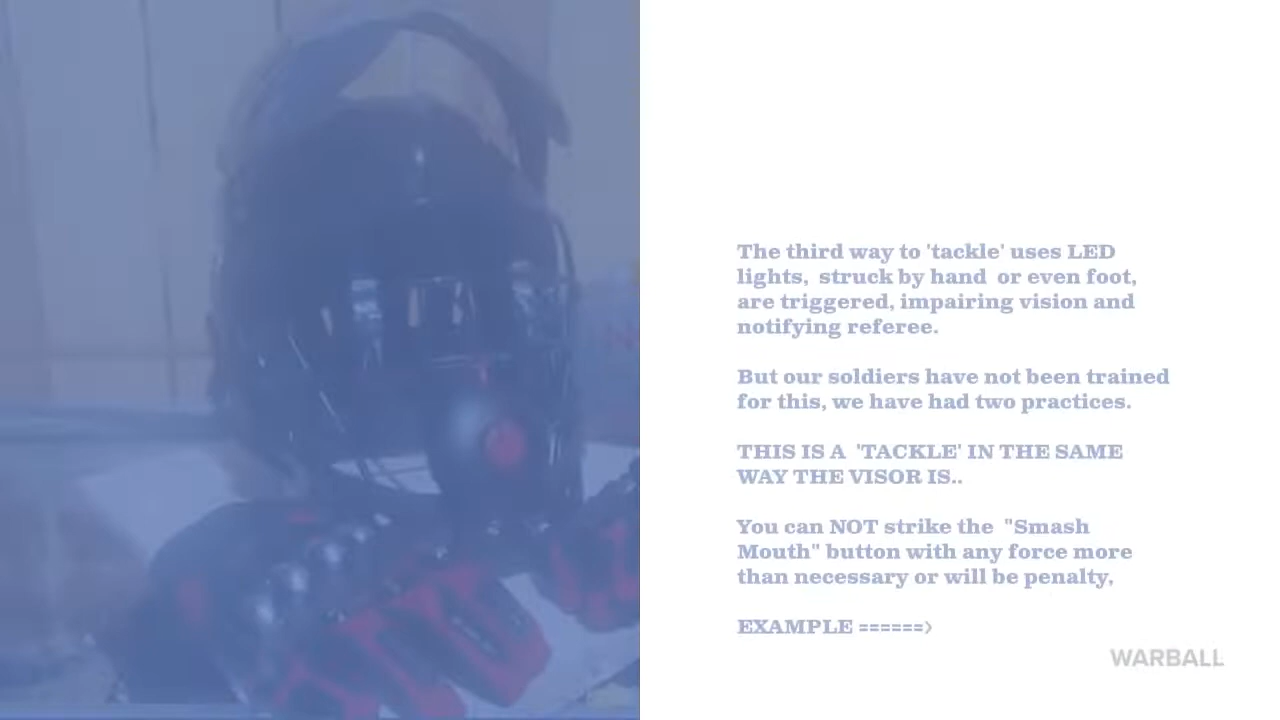 The third way to 'tackle' uses LED
lights,  struck by hand  or even foot,
are triggered, impairing vision and
notifying referee.
But our soldiers have not been trained
for this, we have had two practices.
THIS IS A  'TACKLE' IN THE SAME
WAY THE VISOR IS..
You can NOT strike the  "Smash
Mouth" button with any force more
than necessary or will be penalty,
EXAMPLE ======>
WARBALL